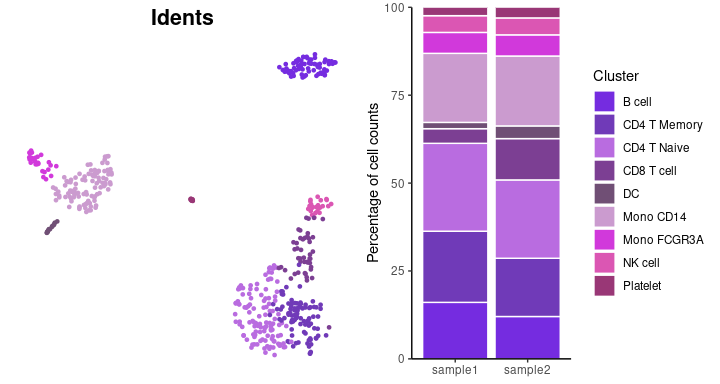 Idents
Percentage of cell counts
100
75
50
25
0
sample1
sample2
Cluster
B cell
CD4 T Memory
CD4 T Naive
CD8 T cell
DC
Mono CD14
Mono FCGR3A
NK cell
Platelet